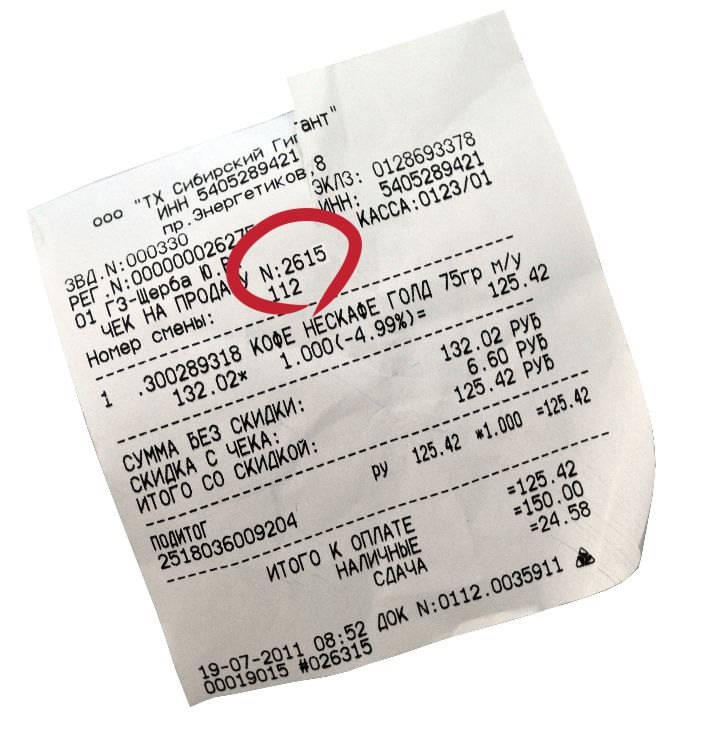 ООО "ТХ Сибирский Гигант"
ИНН 5405289421
пр.Энергетиков,8
ЗВД.N:000330 ЭКЛЗ: 0128693378
РЕГ.N:00000002627 ИНН: 5405289421
01 ГЗ-Щерба Ю. КАССА:0123/01
ЧЕК НА ПРОДАЖУ N:2615
Номер смены: 112
1 .300289318 КОФЕ НЕСКАФЕ ГОЛД 75гр м/у
132.02* 1.000(-4.99%)= 125.42
СУММА БЕЗ СКИДКИ: 132.02 РУБ
СКИДКА С ЧЕКА: 6.60 РУБ
ИТОГО СО СКИДКОЙ: 125.42 РУБ
РУ 125.42 *1.000 =125.42
ПОДИТОГ
2518036009204
ИТОГО К ОПЛАТЕ =125.42
НАЛИЧНЫЕ =150.00
СДАЧА =24.58
19-07-2011 08:52 ДОК N:0112.0035911
00019015 #026315